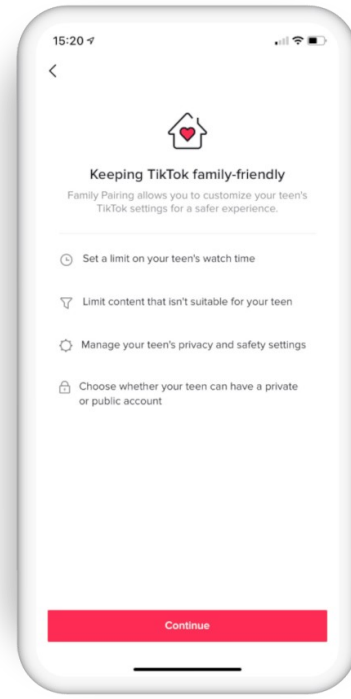 15:20
Keeping TikTok family-friendly
Family Pairing allows you to customize your teen's
TikTok settings for a safer experience.
Set a limit on your teen's watch time
Limit content that isn't suitable for your teen
Manage your teen's privacy and safety settings
Choose whether your teen can have a private
or public account
Continue